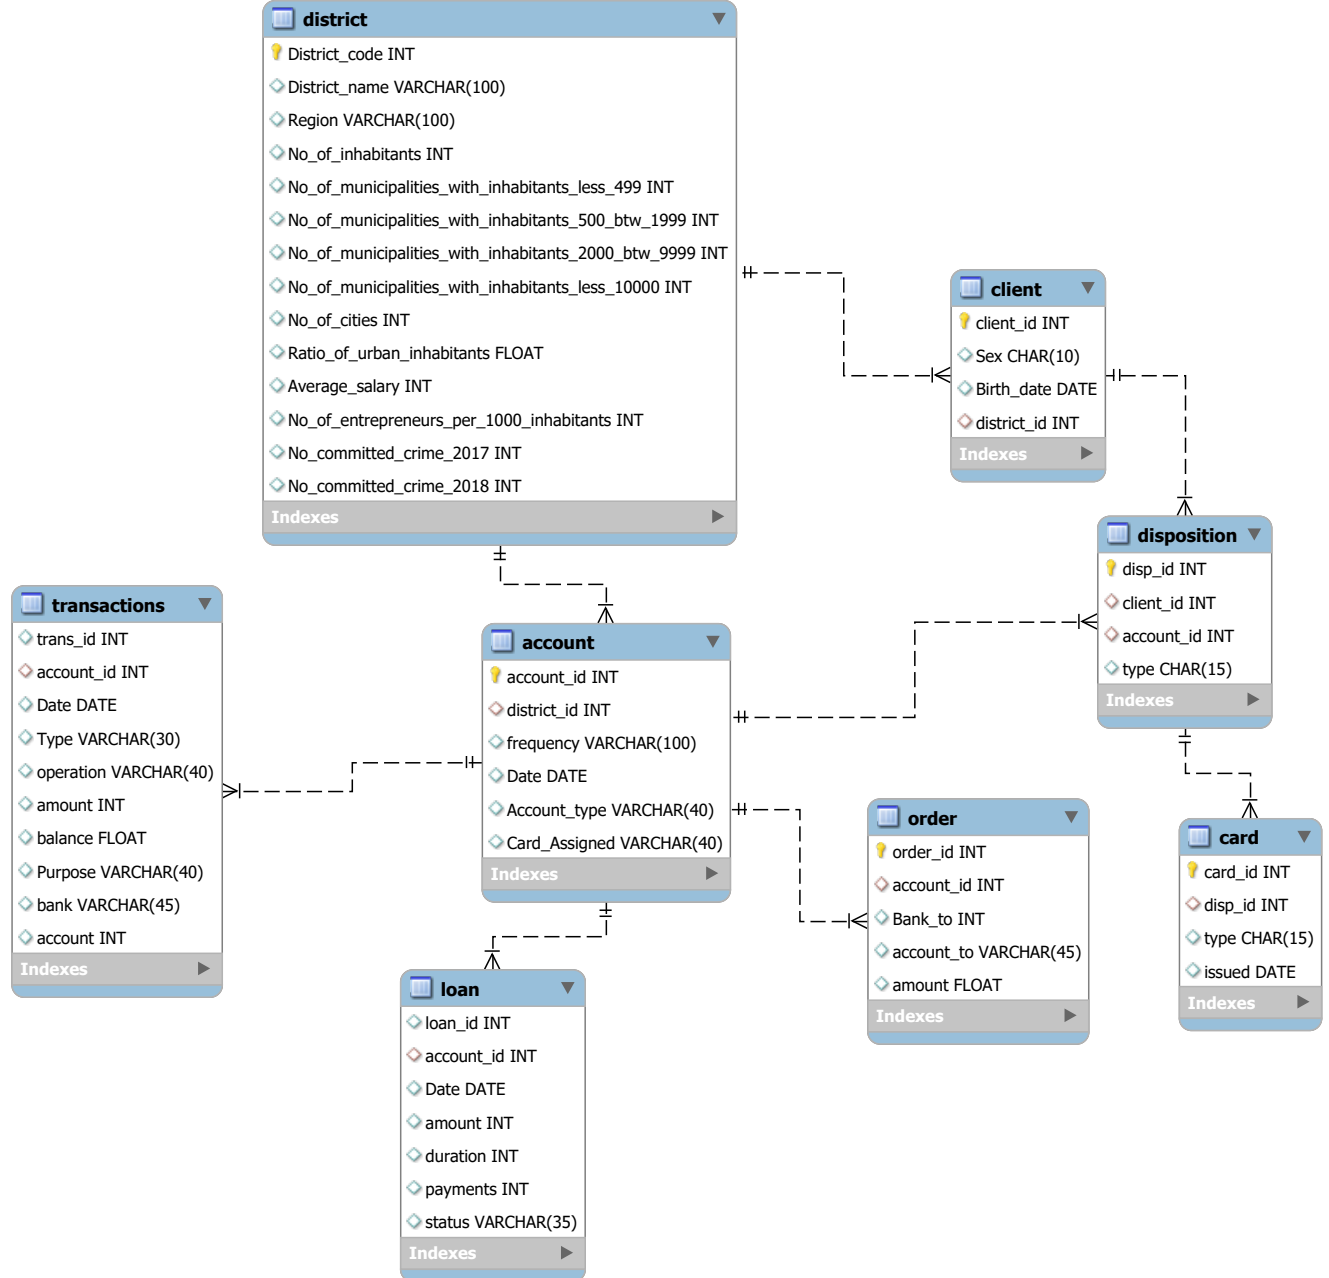 district
District_code INT
District_name VARCHAR(100)
Region VARCHAR(100)
No_of_inhabitants INT
No_of_municipalities_with_inhabitants_less_499 INT
No_of_municipalities_with_inhabitants_500_btw_1999 INT
No_of_municipalities_with_inhabitants_2000_btw_9999 INT
No_of_municipalities_with_inhabitants_less_10000 INT
No_of_cities INT
Ratio_of_urban_inhabitants FLOAT
Average_salary INT
No_of_entrepreneurs_per_1000_inhabitants INT
No_committed_crime_2017 INT
No_committed_crime_2018 INT
Indexes
client
client_id INT
Sex CHAR(10)
Birth_date DATE
district_id INT
Indexes
disposition
disp_id INT
client_id INT
account_id INT
type CHAR(15)
Indexes
transactions
trans_id INT
account_id INT
Date DATE
Type VARCHAR(30)
operation VARCHAR(40)
amount INT
balance FLOAT
Purpose VARCHAR(40)
bank VARCHAR(45)
account INT
Indexes
account
account_id INT
district_id INT
frequency VARCHAR(100)
Date DATE
Account_type VARCHAR(40)
Card_Assigned VARCHAR(40)
Indexes
order
order_id INT
account_id INT
Bank_to INT
account_to VARCHAR(45)
amount FLOAT
Indexes
card
card_id INT
disp_id INT
type CHAR(15)
issued DATE
Indexes
loan
loan_id INT
account_id INT
Date DATE
amount INT
duration INT
payments INT
status VARCHAR(35)
Indexes